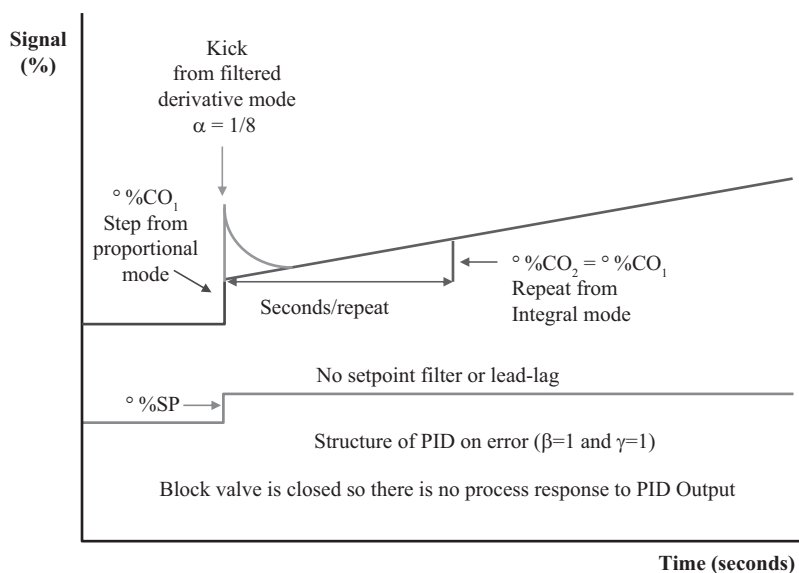 Signal
(%)
Kick
from filtered
derivative mode
α = 1/8
° %CO₁
Step from
proportional
mode
Seconds/repeat
° %CO₂ = ° %CO₁
Repeat from
Integral mode
No setpoint filter or lead-lag
° %SP
Structure of PID on error (β=1 and γ=1)
Block valve is closed so there is no process response to PID Output
Time (seconds)